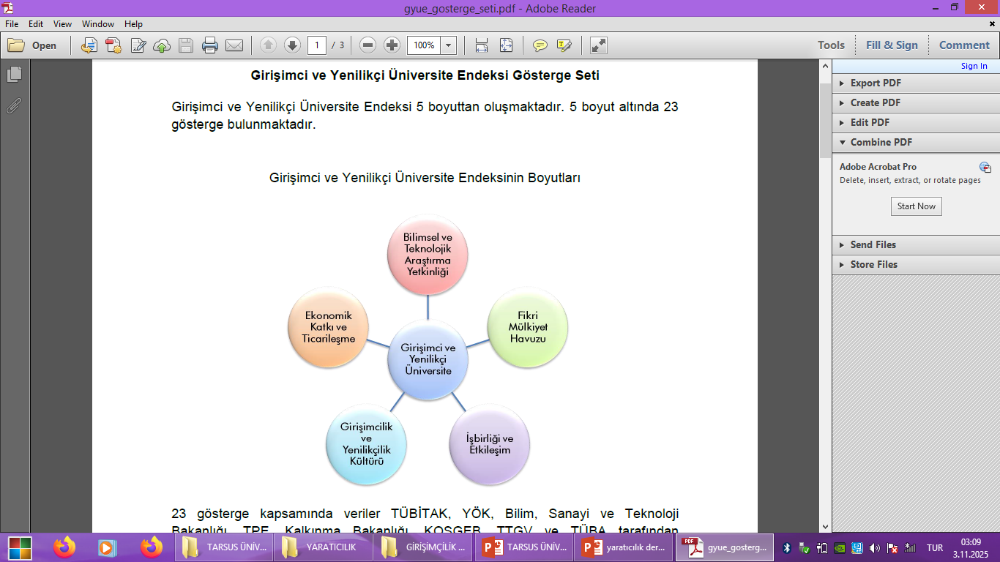 gyue_gosterge_seti.pdf - Adobe Reader
File Edit View Window Help
Open 1 / 3 100% Tools Fill & Sign Comment
Sign In
Export PDF
Create PDF
Edit PDF
Combine PDF
Adobe Acrobat Pro
Delete, insert, extract, or rotate pages
Start Now
Send Files
Store Files
Girişimci ve Yenilikçi Üniversite Endeksi Gösterge Seti
Girişimci ve Yenilikçi Üniversite Endeksi 5 boyuttan oluşmaktadır. 5 boyut altında 23
gösterge bulunmaktadır.
Girişimci ve Yenilikçi Üniversite Endeksinin Boyutları
Bilimsel ve
Teknolojik
Araştırma
Yetkinliği
Ekonomik
Katkı ve
Ticarileşme
Fikri
Mülkiyet
Havuzu
Girişimci ve
Yenilikçi
Üniversite
Girişimcilik
ve
Yenilikçilik
Kültürü
İşbirliği ve
Etkileşim
23 gösterge kapsamında veriler TÜBİTAK, YÖK, Bilim, Sanayi ve Teknoloji
Bakanlığı, TPE, Kalkınma Bakanlığı, KOSGEB, TTGV ve TÜBA tarafından
TARSUS ÜNİV... YARATICILIK GİRİŞİMÇİLİK ... TARSUS ÜNİV... yaratıcılık der... gyue_gosterg... TUR 03:09
3.11.2025